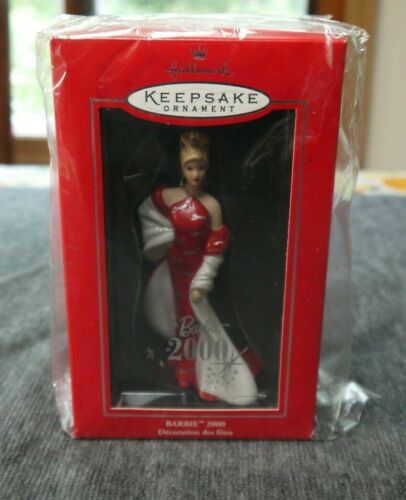 Hallmark
KEEPSAKE
ORNAMENT
Barbie
2000
BARBIE™ 2000
Décoration des fêtes